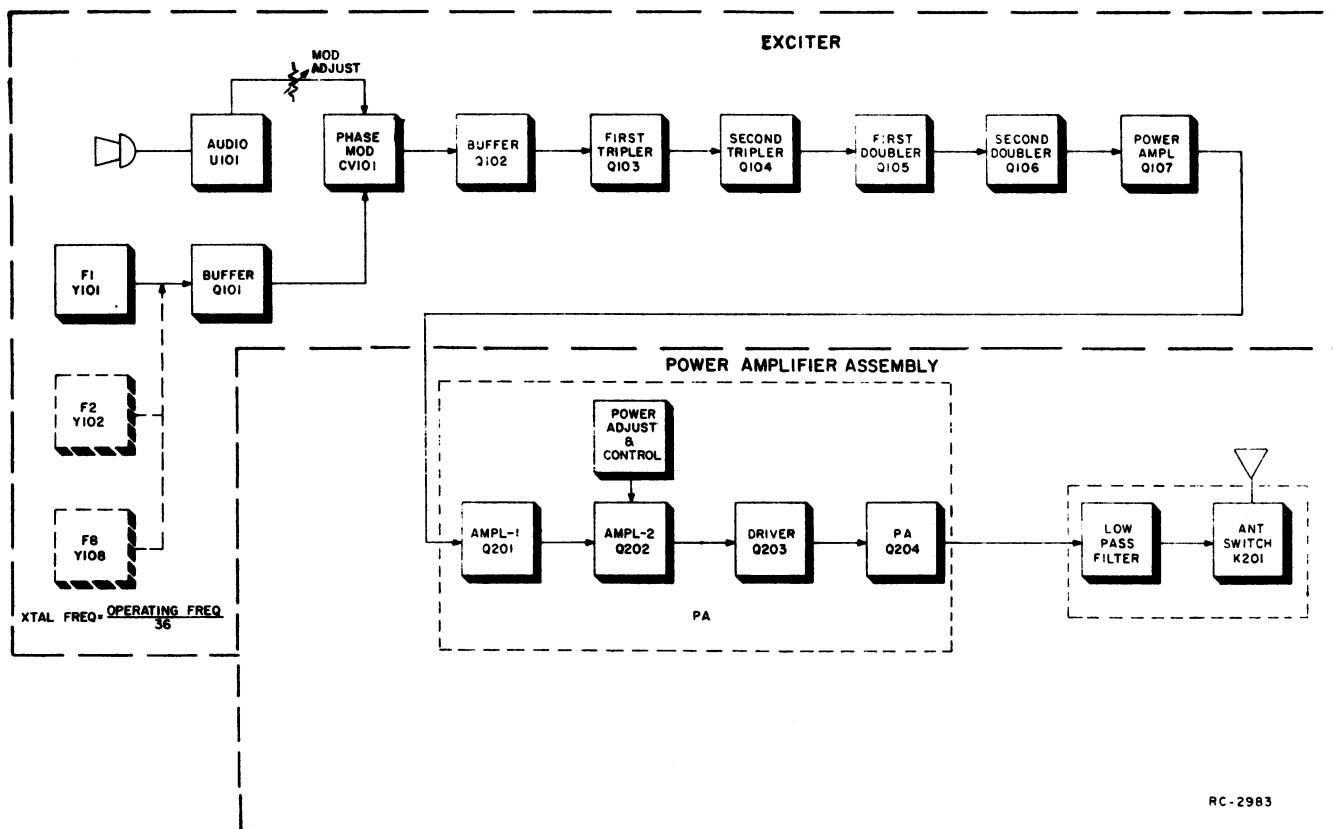 EXCITER
MOD
ADJUST
AUDIO
U101
PHASE
MOD
CV101
BUFFER
Q102
FIRST
TRIPLER
Q103
SECOND
TRIPLER
Q104
FIRST
DOUBLER
Q105
SECOND
DOUBLER
Q106
POWER
AMPL
Q107
F1
Y101
BUFFER
Q101
F2
Y102
F8
Y108
XTAL FREQ= OPERATING FREQ
36
POWER AMPLIFIER ASSEMBLY
POWER
ADJUST
&
CONTROL
AMPL-1
Q201
AMPL-2
Q202
DRIVER
Q203
PA
Q204
PA
LOW
PASS
FILTER
ANT
SWITCH
K201
RC-2983